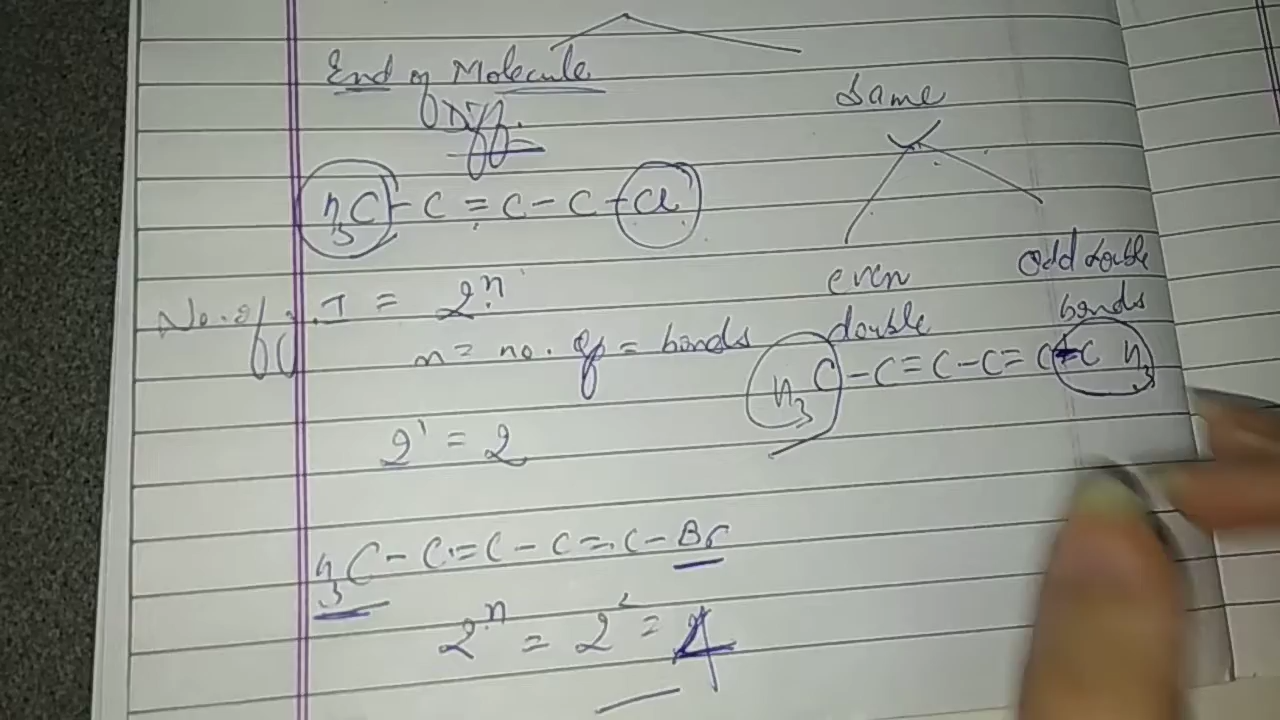 End of Molecule
Diff.
H3C - C = C - C - Cl
No. of G.I = 2^n
n = no. of = bonds
2^1 = 2
H3C - C = C - C = C - Br
2^n = 2^2 = 4
Same
even double
Odd double bonds
H3C - C = C - C = C - C H3